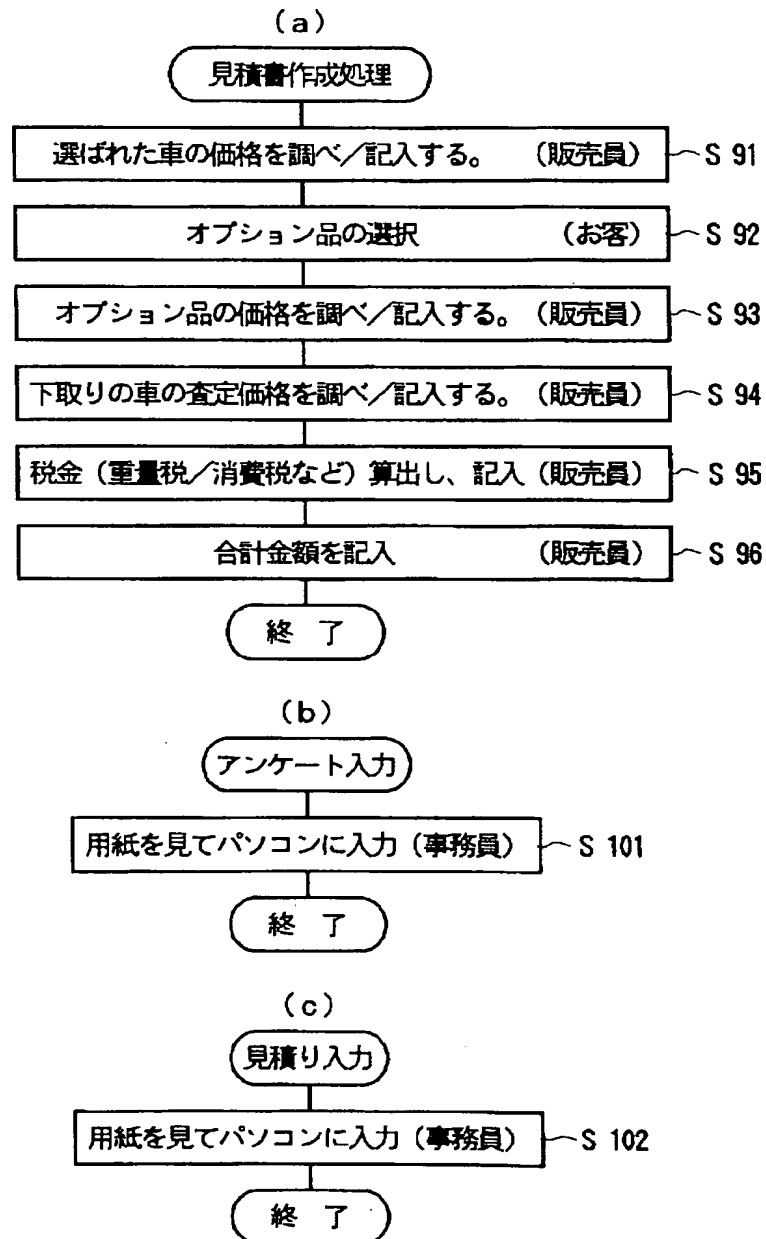 (a)
見積書作成処理
選ばれた車の価格を調べ/記入する。 (販売員) S 91
オプション品の選択 (お客) S 92
オプション品の価格を調べ/記入する。 (販売員) S 93
下取りの車の査定価格を調べ/記入する。 (販売員) S 94
税金(重量税/消費税など)算出し、記入(販売員) S 95
合計金額を記入 (販売員) S 96
終 了
(b)
アンケート入力
用紙を見てパソコンに入力(事務員) S 101
終 了
(c)
見積り入力
用紙を見てパソコンに入力(事務員) S 102
終 了